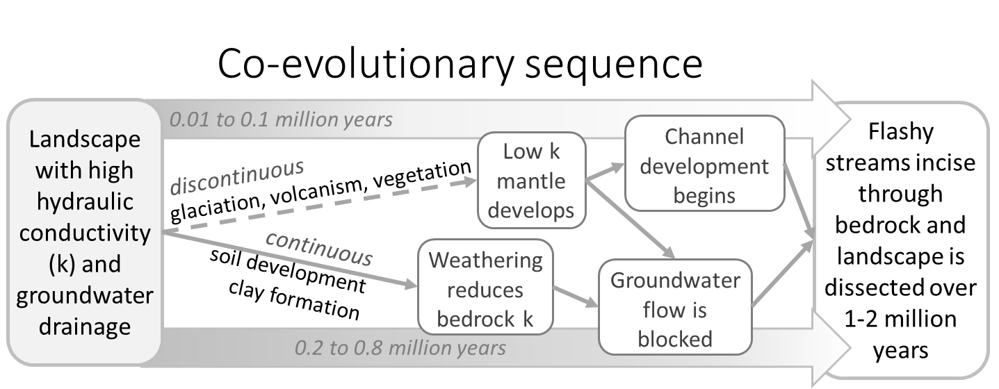 Co-evolutionary sequence
0.01 to 0.1 million years
Landscape
with high
hydraulic
conductivity
(k) and
groundwater
drainage
discontinuous
glaciation, volcanism, vegetation
continuous
soil development
clay formation
Low k
mantle
develops
Weathering
reduces
bedrock k
Channel
development
begins
Groundwater
flow is
blocked
Flashy
streams incise
through
bedrock and
landscape is
dissected over
1-2 million
years
0.2 to 0.8 million years